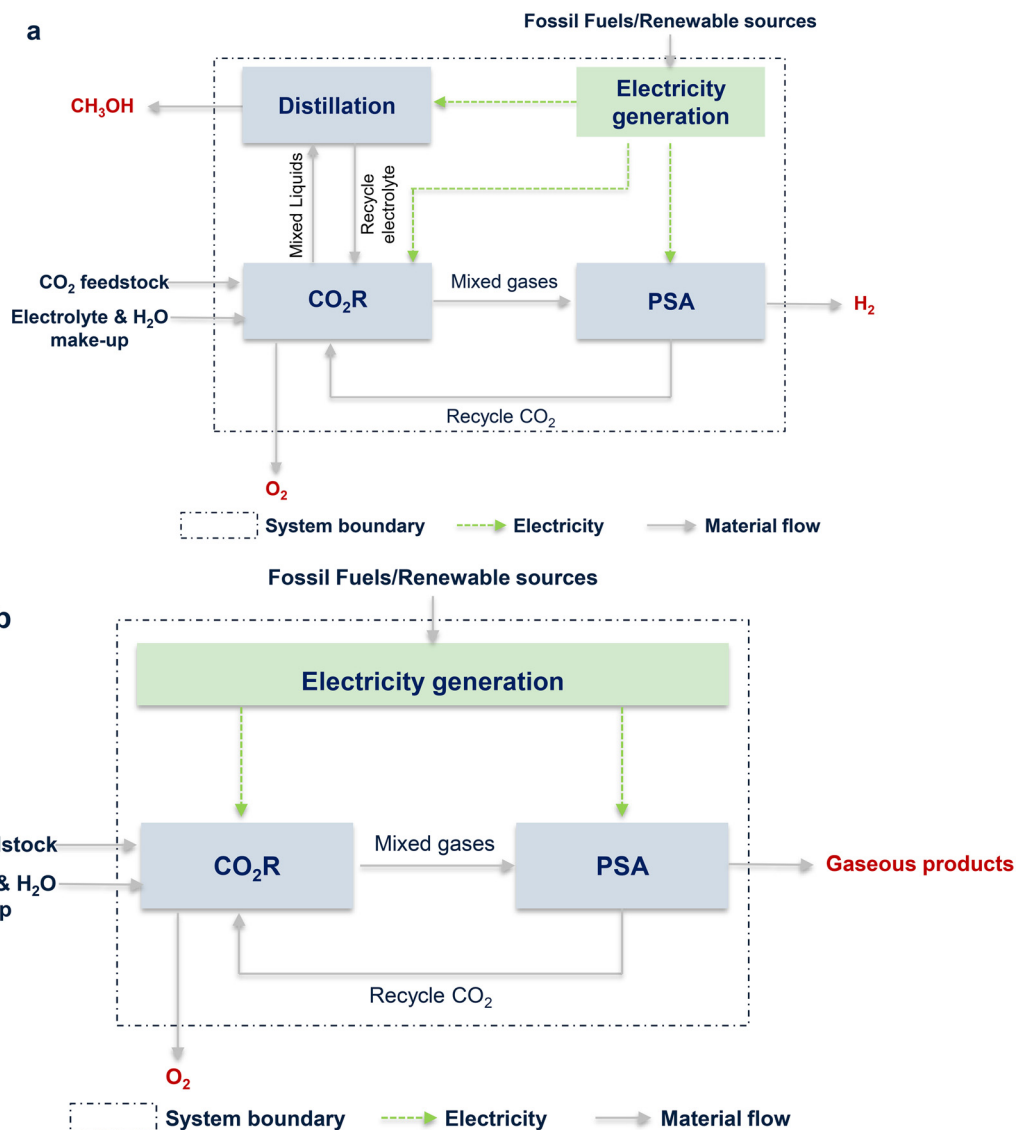 a
Fossil Fuels/Renewable sources
Electricity
generation
Distillation
CH₃OH
Mixed Liquids
Recycle
electrolyte
CO₂ feedstock
CO₂R
Mixed gases
PSA
H₂
Electrolyte & H₂O
make-up
Recycle CO₂
O₂
System boundary
Electricity
Material flow
Fossil Fuels/Renewable sources
Electricity generation
CO₂R
Mixed gases
PSA
Gaseous products
& H₂O
Recycle CO₂
O₂
System boundary
Electricity
Material flow